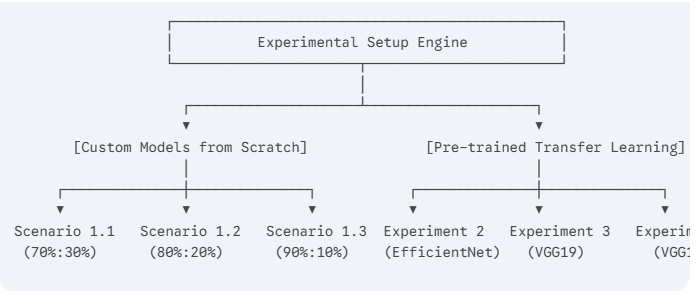 Experimental Setup Engine
[Custom Models from Scratch] [Pre-trained Transfer Learning]
Scenario 1.1 Scenario 1.2 Scenario 1.3 Experiment 2 Experiment 3
(70%:30%) (80%:20%) (90%:10%) (EfficientNet) (VGG19)